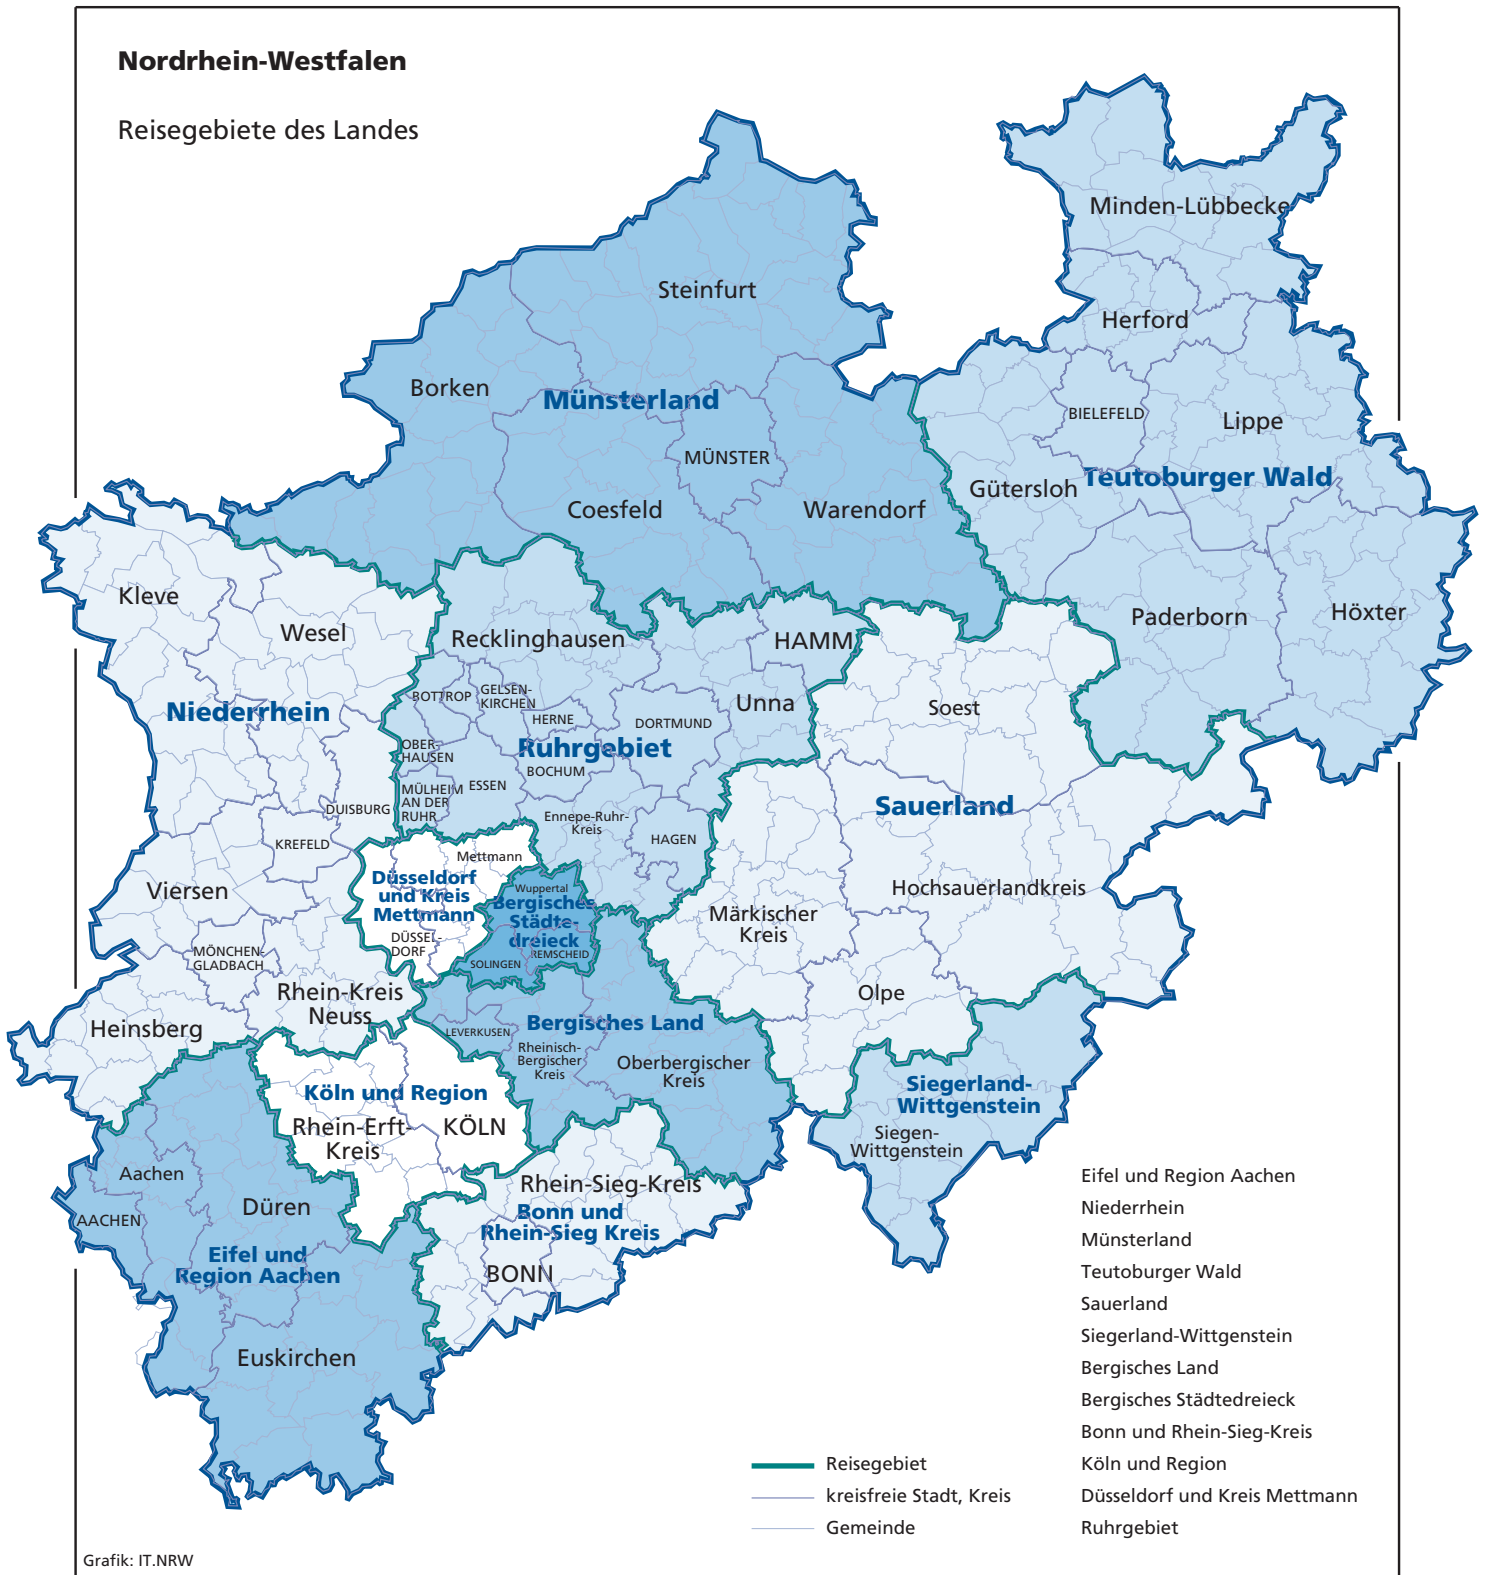 Nordrhein-Westfalen
Reisegebiete des Landes
Minden-Lübbecke
Steinfurt
Herford
Borken
Münsterland
BIELEFELD
Lippe
MÜNSTER
Teutoburger Wald
Gütersloh
Coesfeld
Warendorf
Kleve
Wesel
Recklinghausen
HAMM
Paderborn
Höxter
BOTTROP
GELSEN-
KIRCHEN
Unna
Niederrhein
HERNE
DORTMUND
Soest
OBER-
HAUSEN
Ruhrgebiet
BOCHUM
ESSEN
MÜLHEIM
AN DER
RUHR
DUISBURG
Sauerland
Ennepe-Ruhr-
Kreis
HAGEN
KREFELD
Mettmann
Viersen
Düsseldorf
und Kreis
Mettmann
Wuppertal
Bergisches
Städte-
dreieck
Hochsauerlandkreis
Märkischer
Kreis
DÜSSEL-
DORF
MÖNCHEN-
GLADBACH
SOLINGEN
REMSCHEID
Rhein-Kreis
Neuss
Olpe
Heinsberg
Bergisches Land
LEVERKUSEN
Rheinisch-
Bergischer
Kreis
Oberbergischer
Kreis
Köln und Region
Siegerland-
Wittgenstein
Rhein-Erft-
Kreis
KÖLN
Siegen-
Wittgenstein
Aachen
Rhein-Sieg-Kreis
Düren
AACHEN
Bonn und
Rhein-Sieg Kreis
Eifel und
Region Aachen
BONN
Euskirchen
Eifel und Region Aachen
Niederrhein
Münsterland
Teutoburger Wald
Sauerland
Siegerland-Wittgenstein
Bergisches Land
Bergisches Städtedreieck
Bonn und Rhein-Sieg-Kreis
Köln und Region
Düsseldorf und Kreis Mettmann
Ruhrgebiet
Reisegebiet
kreisfreie Stadt, Kreis
Gemeinde
Grafik: IT.NRW